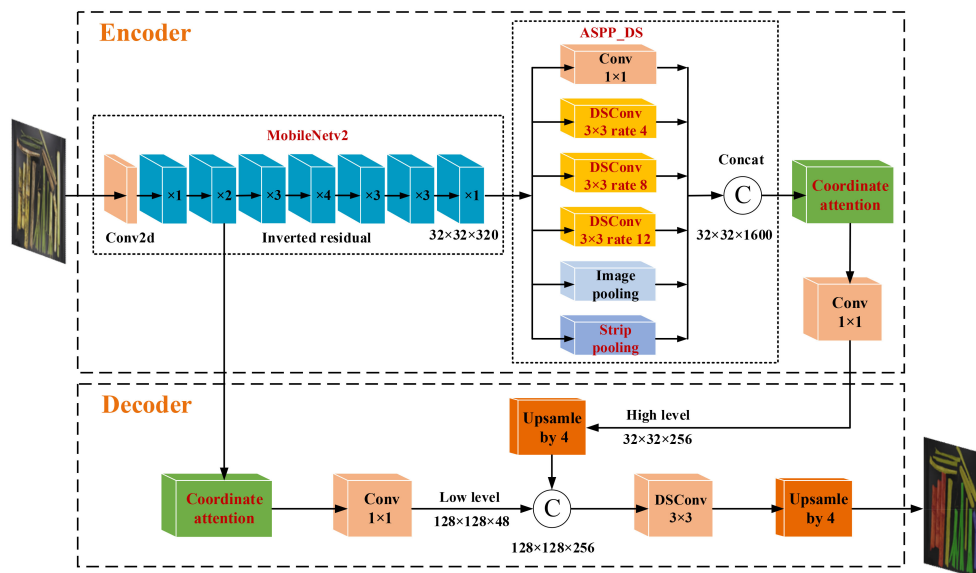 Encoder
ASPP_DS
Conv
1×1
DSConv
3×3 rate 4
DSConv
3×3 rate 8
DSConv
3×3 rate 12
Image
pooling
Strip
pooling
MobileNetv2
×1
×2
×3
×4
×3
×3
×1
Conv2d
Inverted residual
32×32×320
Concat
C
32×32×1600
Coordinate
attention
Conv
1×1
Decoder
Upsamle
by 4
High level
32×32×256
Coordinate
attention
Conv
1×1
Low level
128×128×48
C
128×128×256
DSConv
3×3
Upsamle
by 4